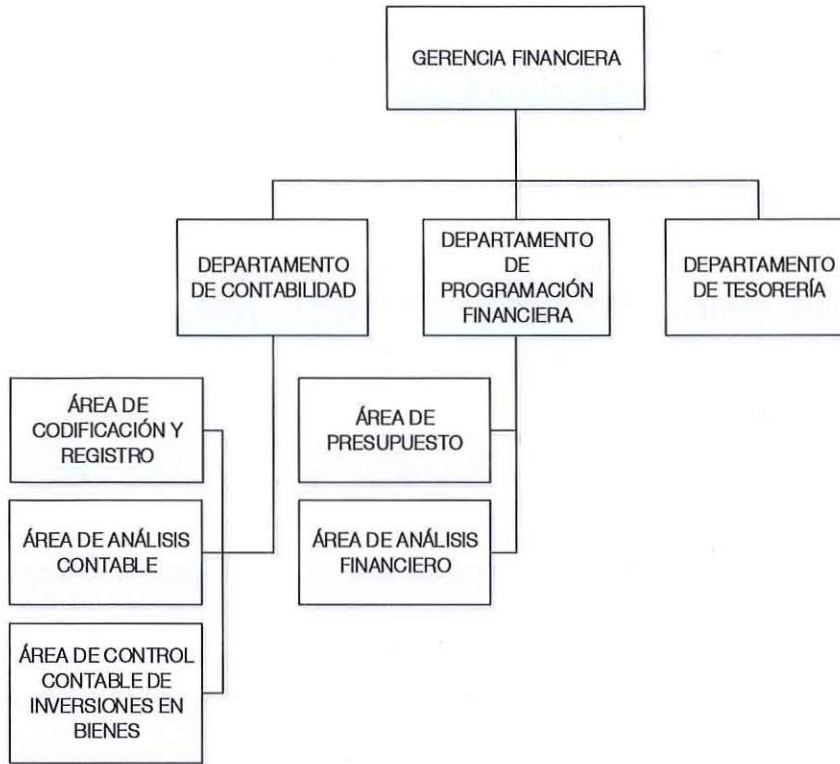 GERENCIA FINANCIERA
DEPARTAMENTO
DE CONTABILIDAD
DEPARTAMENTO
DE
PROGRAMACIÓN
FINANCIERA
DEPARTAMENTO
DE TESORERÍA
ÁREA DE
CODIFICACIÓN Y
REGISTRO
ÁREA DE ANÁLISIS
CONTABLE
ÁREA DE CONTROL
CONTABLE DE
INVERSIONES EN
BIENES
ÁREA DE
PRESUPUESTO
ÁREA DE ANÁLISIS
FINANCIERO